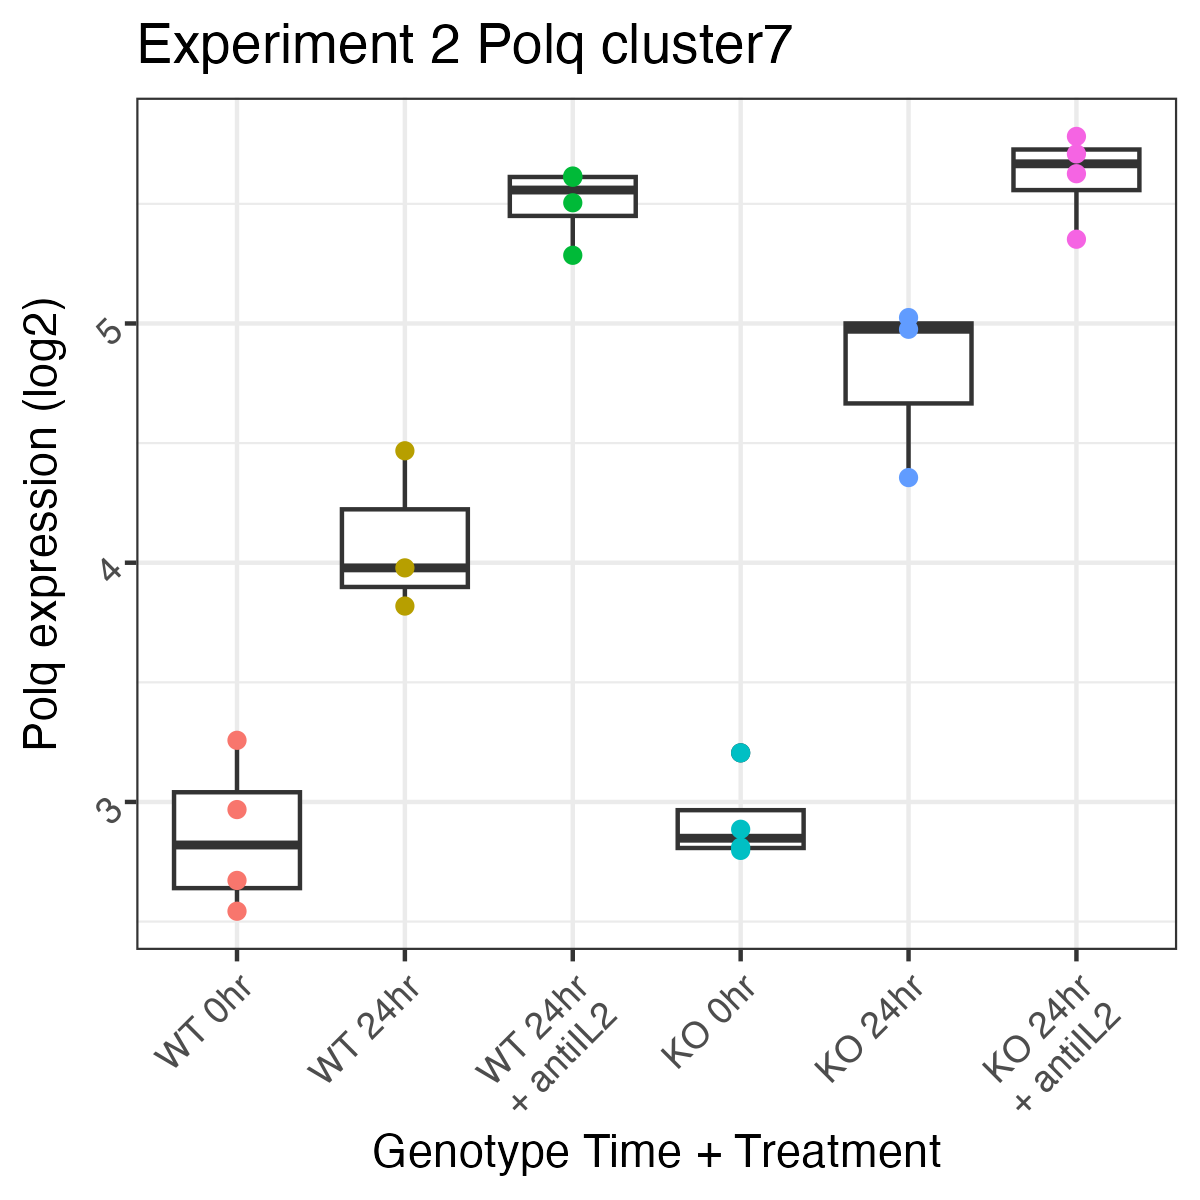 Experiment 2 Polq cluster7
Polq expression (log2)
5
4
3
WT 0hr
WT 24hr
WT 24hr
+ antiIL2
KO 0hr
KO 24hr
KO 24hr
+ antiIL2
Genotype Time + Treatment